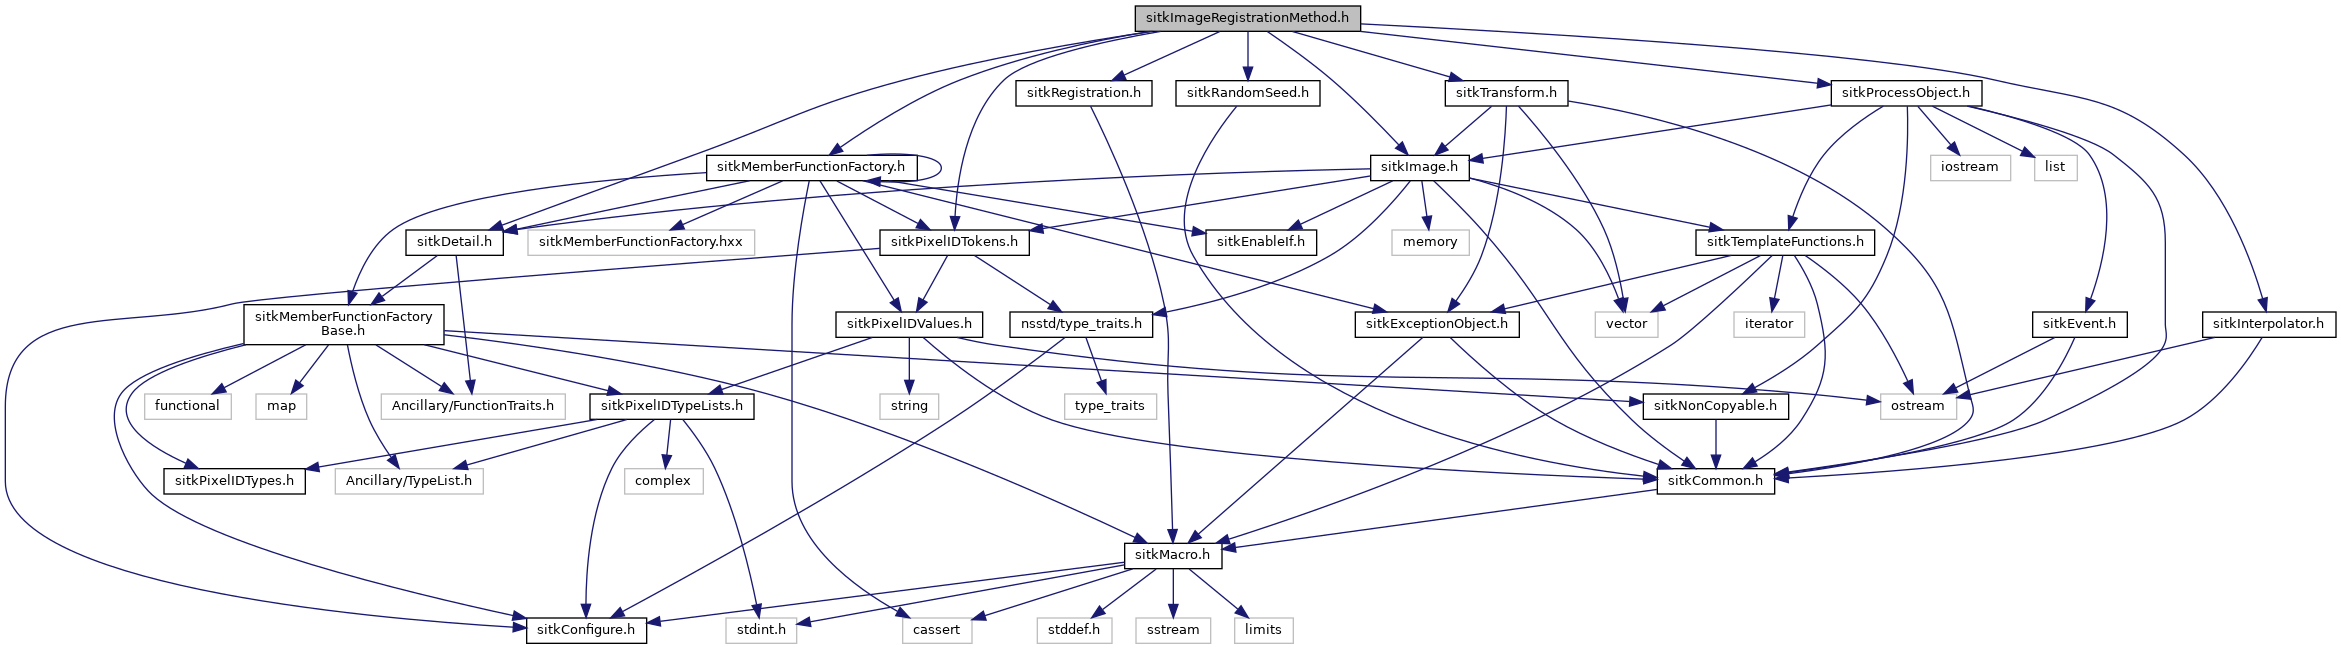 sitkImageRegistrationMethod.h
sitkRegistration.h
sitkRandomSeed.h
sitkTransform.h
sitkProcessObject.h
sitkMemberFunctionFactory.h
sitkImage.h
iostream
list
sitkDetail.h
sitkMemberFunctionFactory.hxx
sitkPixelIDTokens.h
sitkEnableIf.h
memory
sitkTemplateFunctions.h
sitkMemberFunctionFactory
Base.h
sitkPixelIDValues.h
nsstd/type_traits.h
sitkExceptionObject.h
vector
iterator
sitkEvent.h
sitkInterpolator.h
functional
map
Ancillary/FunctionTraits.h
sitkPixelIDTypeLists.h
string
type_traits
sitkNonCopyable.h
ostream
sitkPixelIDTypes.h
Ancillary/TypeList.h
complex
sitkCommon.h
sitkMacro.h
sitkConfigure.h
stdint.h
cassert
stddef.h
sstream
limits